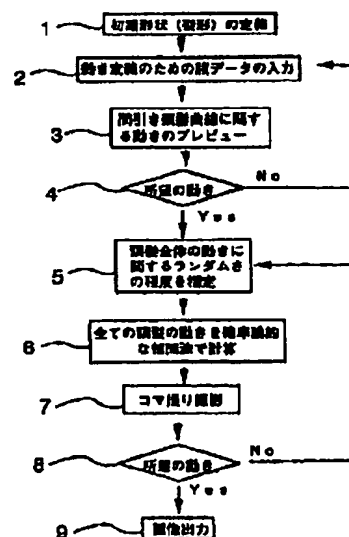 1 初期形状（髪形）の定義
2 動き定義のための諸データの入力
3 間引き頭髪曲線に関す
る動きのプレビュー
4 所望の動き No
Yes
5 頭髪全体の動きに
関するランダムさ
の程度を指定
6 全ての頭髪の動きを確率論的
な補間法で計算
7 コマ撮り撮影
8 所望の動き No
Yes
9 画像出力